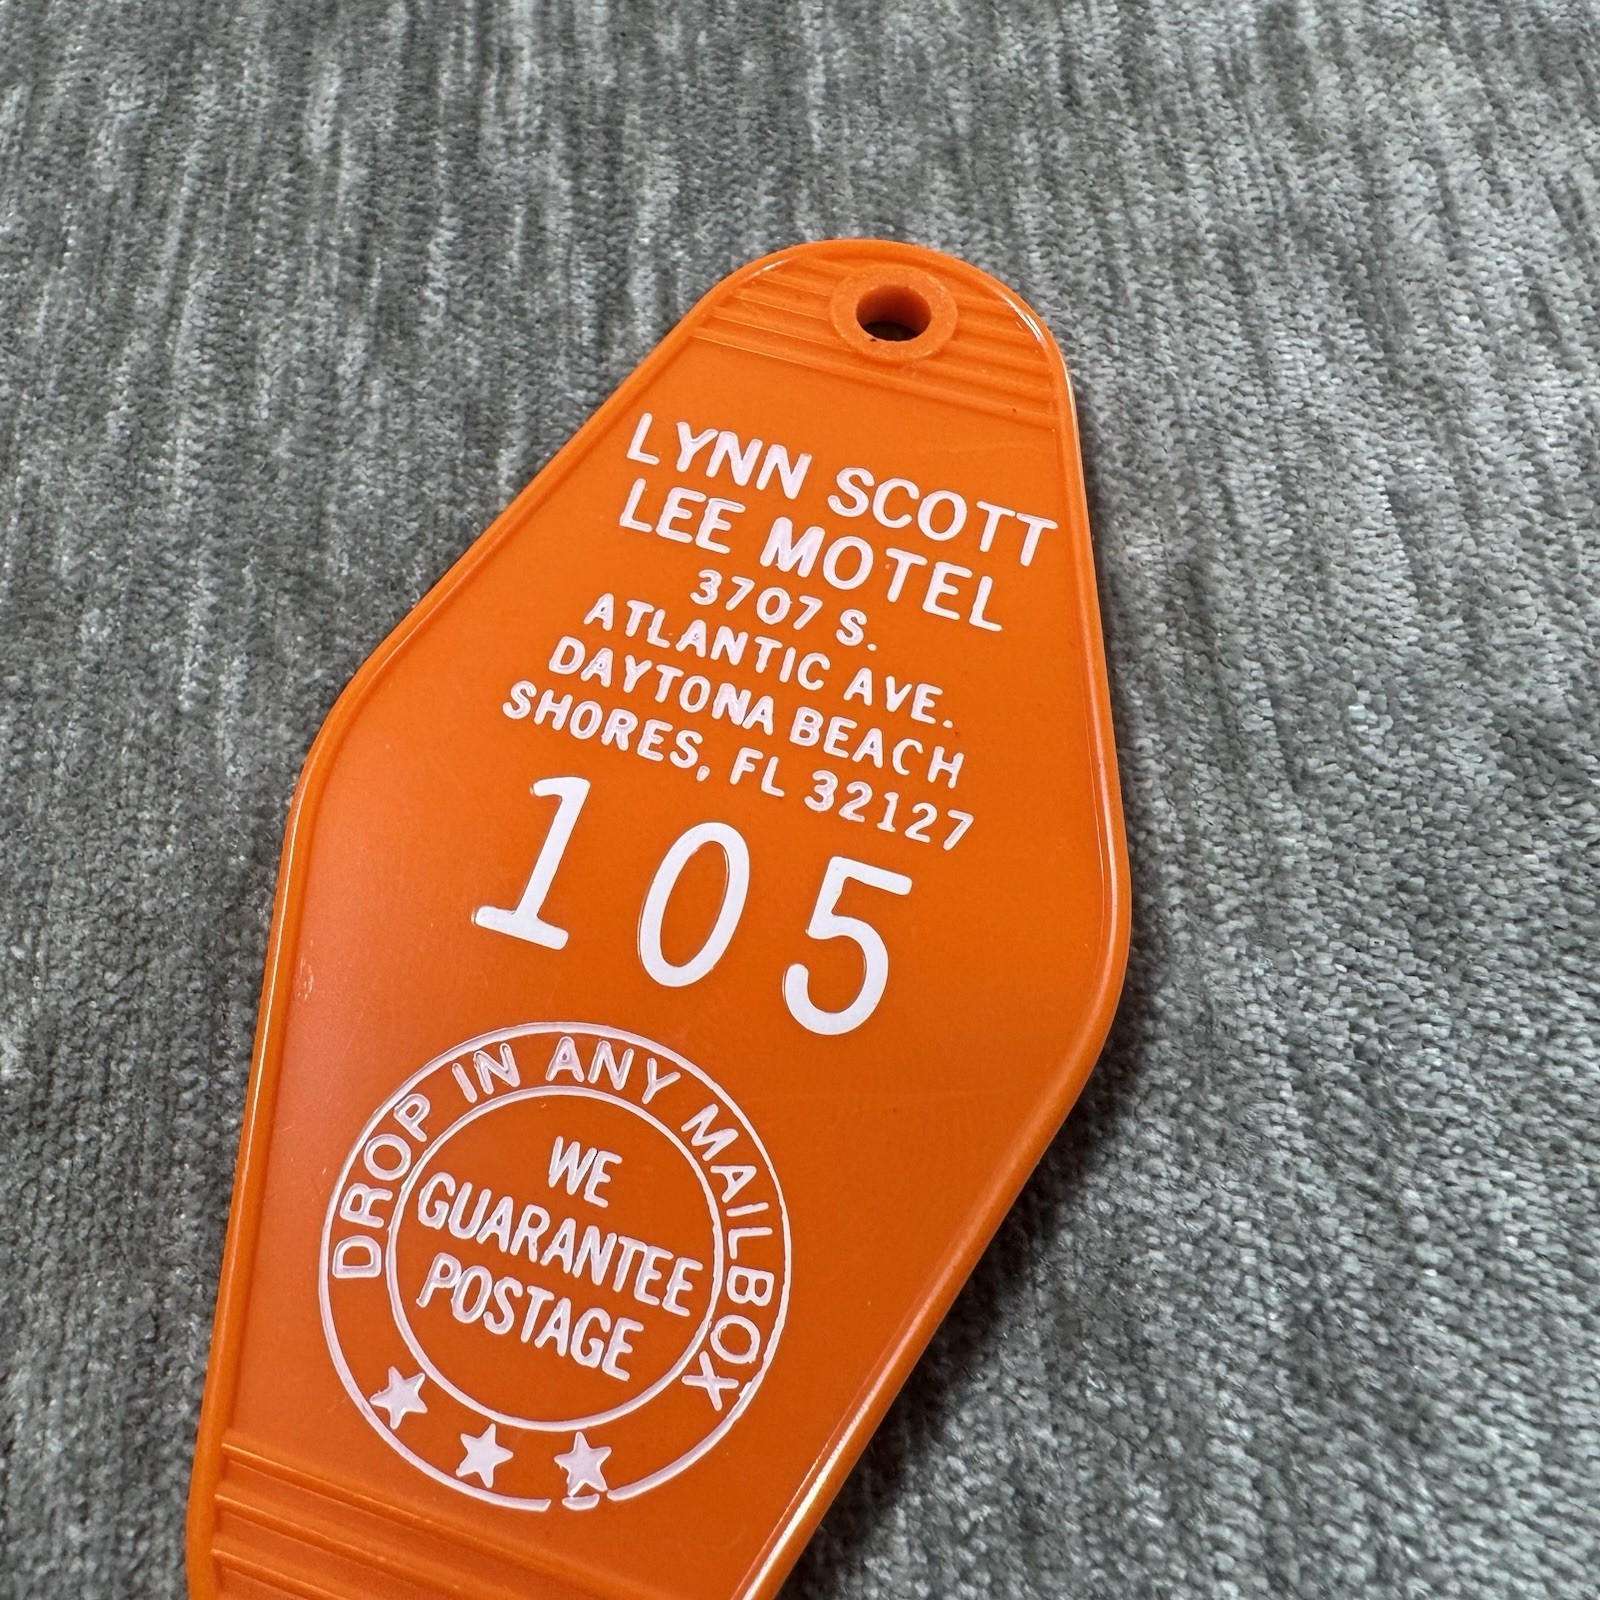 LYNN SCOTT
LEE MOTEL
3707 S.
ATLANTIC AVE.
DAYTONA BEACH
SHORES, FL 32127
105
DROP IN ANY MAILBOX
WE
GUARANTEE
POSTAGE